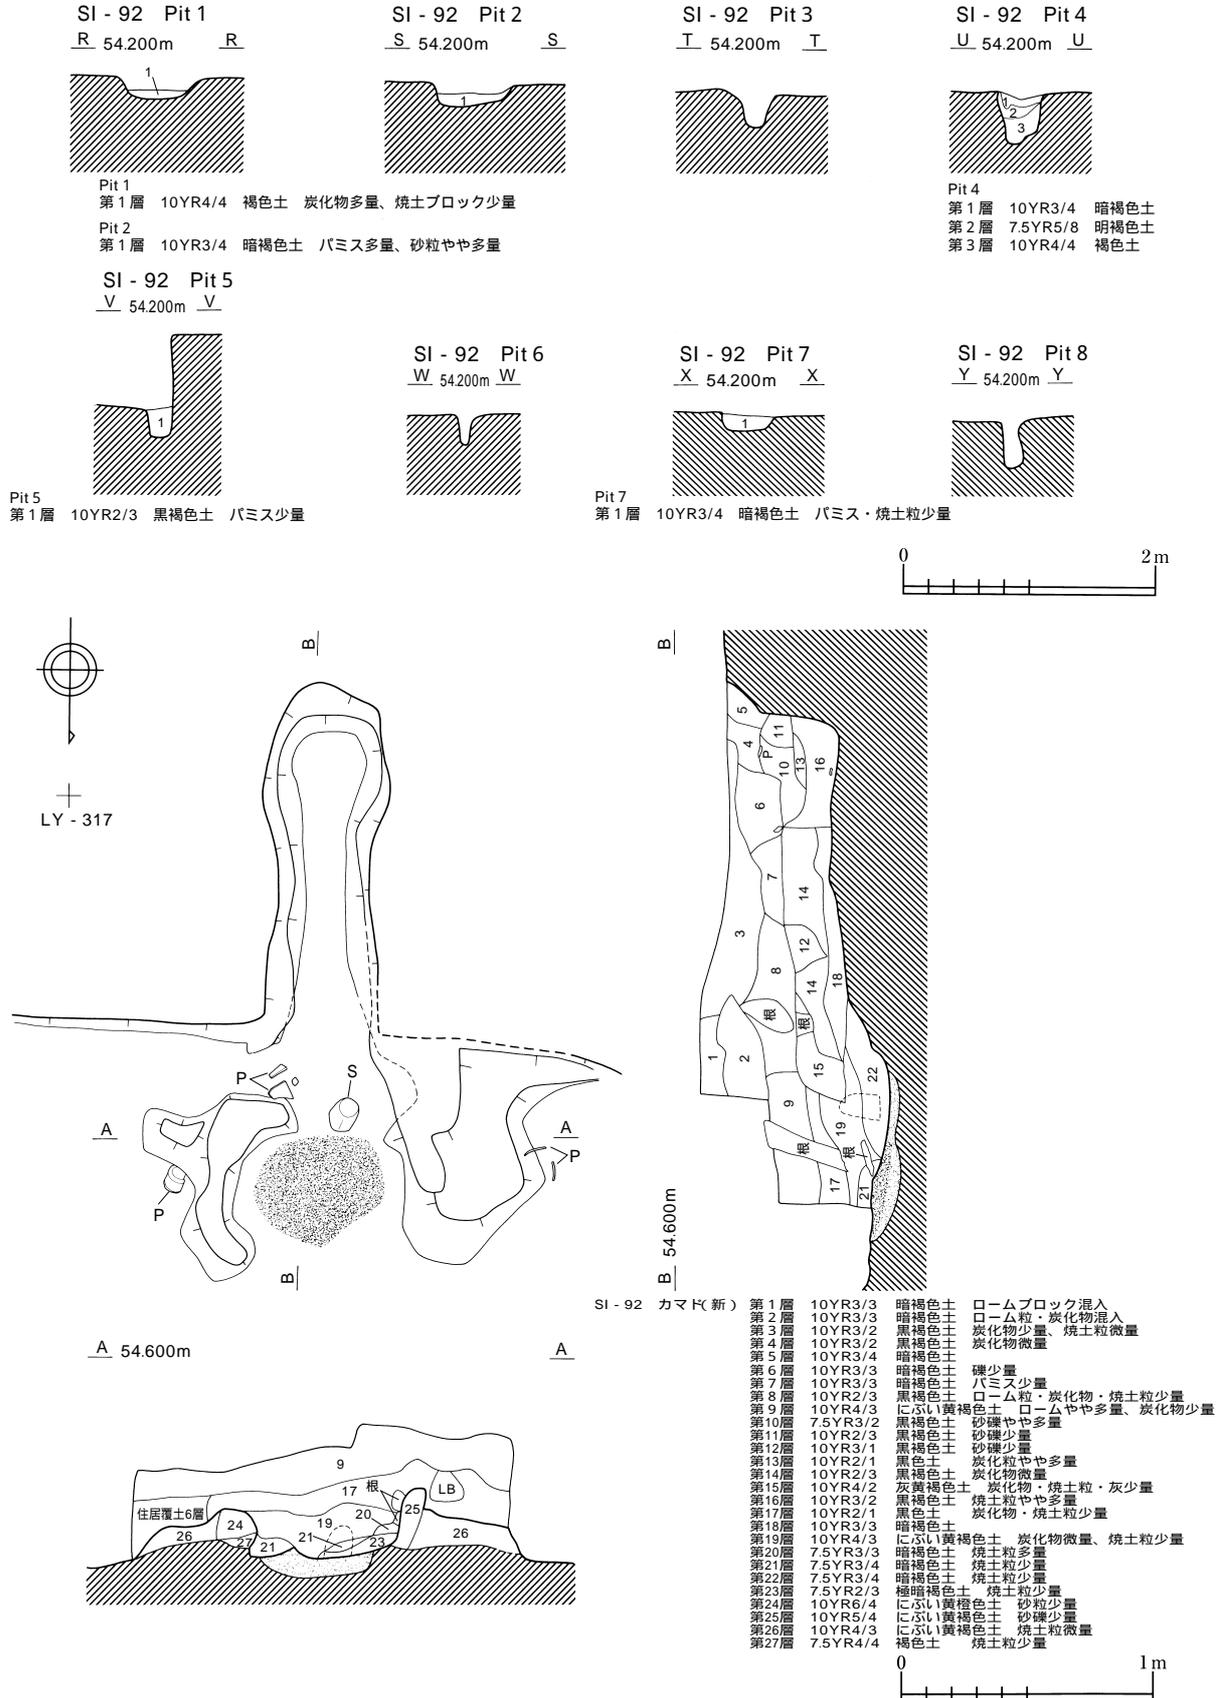 SI - 92 Pit 1
R 54.200m R
1
SI - 92 Pit 2
S 54.200m S
1
SI - 92 Pit 3
T 54.200m T
SI - 92 Pit 4
U 54.200m U
1
2
3
Pit 1
第1層 10YR4/4 褐色土 炭化物多量、焼土ブロック少量
Pit 2
第1層 10YR3/4 暗褐色土 パミス多量、砂粒やや多量
Pit 4
第1層 10YR3/4 暗褐色土
第2層 7.5YR5/8 明褐色土
第3層 10YR4/4 褐色土
SI - 92 Pit 5
V 54.200m V
1
SI - 92 Pit 6
W 54.200m W
SI - 92 Pit 7
X 54.200m X
1
SI - 92 Pit 8
Y 54.200m Y
Pit 5
第1層 10YR2/3 黒褐色土 パミス少量
Pit 7
第1層 10YR3/4 暗褐色土 パミス・焼土粒少量
0 2m
B
LY - 317
P
S
A A
P
P
B
B
5
4
P
11
10
13
16
6
7
14
3
12
8
14
18
根
根
1
2
15
22
9
19
根
根
17
21
B 54.600m
A 54.600m A
9
17
根
LB
住居覆土6層
24
19
20
25
26
27
21
21
23
26
SI - 92 カマド(新) 第1層 10YR3/3 暗褐色土 ロームブロック混入
第2層 10YR3/3 暗褐色土 ローム粒・炭化物混入
第3層 10YR3/2 黒褐色土 炭化物少量、焼土粒微量
第4層 10YR3/2 黒褐色土 炭化物微量
第5層 10YR3/4 暗褐色土
第6層 10YR3/3 暗褐色土 礫少量
第7層 10YR3/3 暗褐色土 パミス少量
第8層 10YR2/3 黒褐色土 ローム粒・炭化物・焼土粒少量
第9層 10YR4/3 にぶい黄褐色土 ロームやや多量、炭化物少量
第10層 7.5YR3/2 黒褐色土 砂礫やや多量
第11層 10YR2/3 黒褐色土 砂礫少量
第12層 10YR3/1 黒褐色土 砂礫少量
第13層 10YR2/1 黒色土 炭化粒やや多量
第14層 10YR2/3 黒褐色土 炭化物微量
第15層 10YR4/2 灰黄褐色土 炭化物・焼土粒・灰少量
第16層 10YR3/2 黒褐色土 焼土粒やや多量
第17層 10YR2/1 黒色土 炭化物・焼土粒少量
第18層 10YR3/3 暗褐色土
第19層 10YR4/3 にぶい黄褐色土 炭化物微量、焼土粒少量
第20層 7.5YR3/3 暗褐色土 焼土粒多量
第21層 7.5YR3/4 暗褐色土 焼土粒少量
第22層 7.5YR3/4 暗褐色土 焼土粒少量
第23層 7.5YR2/3 極暗褐色土 焼土粒少量
第24層 10YR6/4 にぶい黄橙色土 砂粒少量
第25層 10YR5/4 にぶい黄褐色土 砂礫少量
第26層 10YR4/3 にぶい黄褐色土 焼土粒微量
第27層 7.5YR4/4 褐色土 焼土粒少量
0 1m